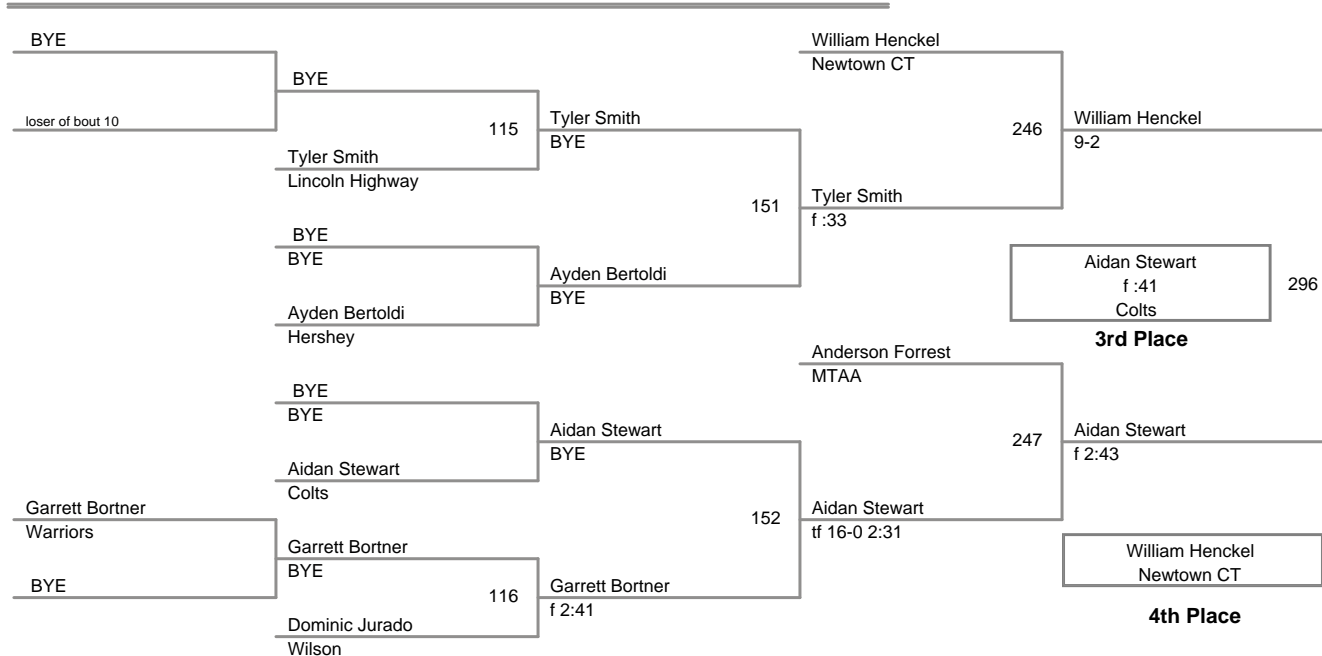 BYE
loser of bout 10
BYE
115
Tyler Smith
Lincoln Highway
Tyler Smith
BYE
BYE
BYE
Ayden Bertoldi
Hershey
Ayden Bertoldi
BYE
151
William Henckel
Newtown CT
Tyler Smith
f :33
246
William Henckel
9-2
Aidan Stewart
f :41
Colts
296
3rd Place
BYE
BYE
Aidan Stewart
Colts
Aidan Stewart
BYE
Garrett Bortner
Warriors
BYE
Garrett Bortner
BYE
116
Dominic Jurado
Wilson
Garrett Bortner
f 2:41
152
Anderson Forrest
MTAA
Aidan Stewart
tf 16-0 2:31
247
Aidan Stewart
f 2:43
William Henckel
Newtown CT
4th Place